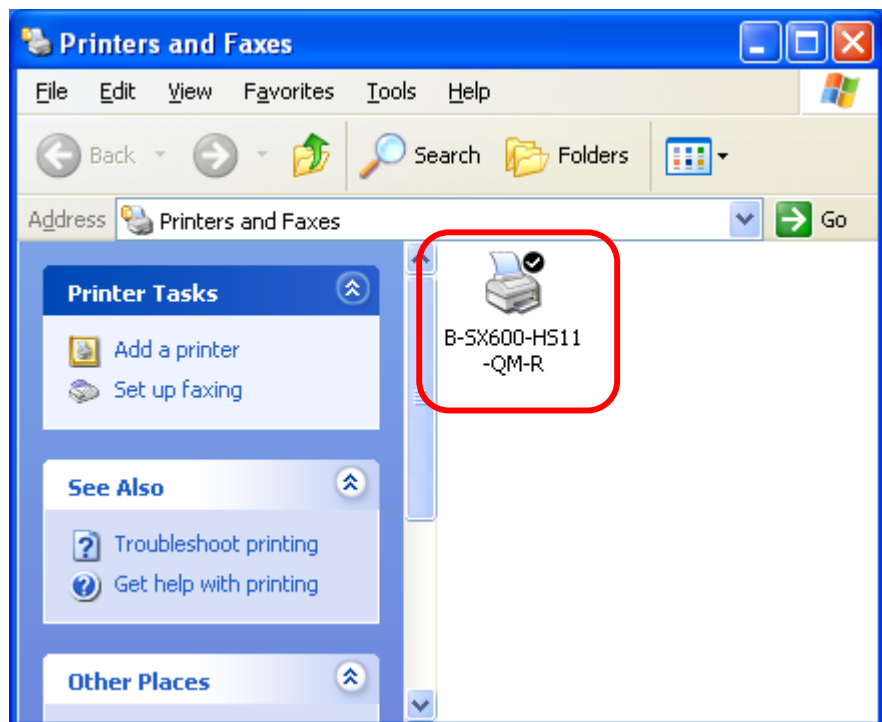 Printers and Faxes
File Edit View Favorites Tools Help
Back Search Folders
Address Printers and Faxes Go
Printer Tasks
Add a printer
Set up faxing
See Also
Troubleshoot printing
Get help with printing
Other Places
B-SX600-HS11
-QM-R